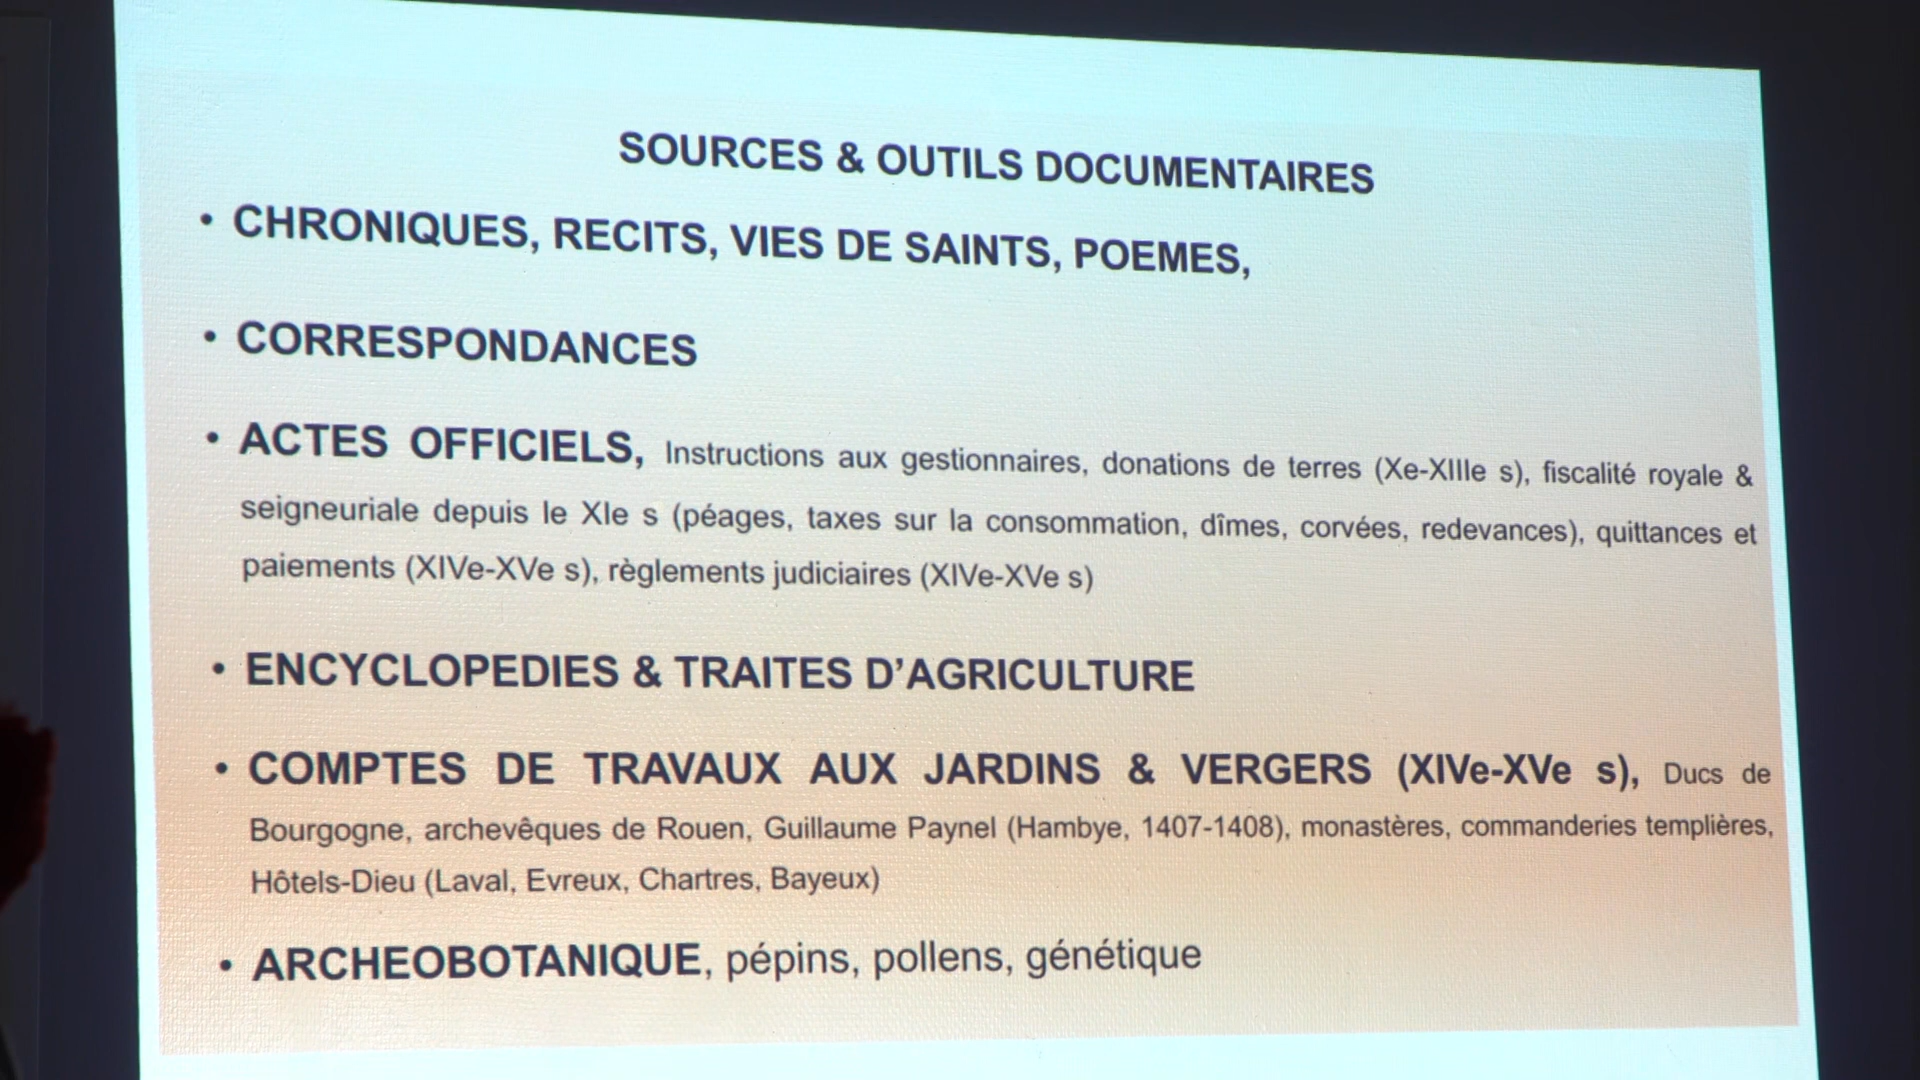 SOURCES & OUTILS DOCUMENTAIRES
• CHRONIQUES, RECITS, VIES DE SAINTS, POEMES,
• CORRESPONDANCES
• ACTES OFFICIELS, Instructions aux gestionnaires, donations de terres (Xe-XIIIe s), fiscalité royale &
seigneuriale depuis le XIe s (péages, taxes sur la consommation, dîmes, corvées, redevances), quittances et
paiements (XIVe-XVe s), règlements judiciaires (XIVe-XVe s)
• ENCYCLOPEDIES & TRAITES D’AGRICULTURE
• COMPTES DE TRAVAUX AUX JARDINS & VERGERS (XIVe-XVe s), Ducs de
Bourgogne, archevêques de Rouen, Guillaume Paynel (Hambye, 1407-1408), monastères, commanderies templières,
Hôtels-Dieu (Laval, Evreux, Chartres, Bayeux)
• ARCHEOBOTANIQUE, pépins, pollens, génétique